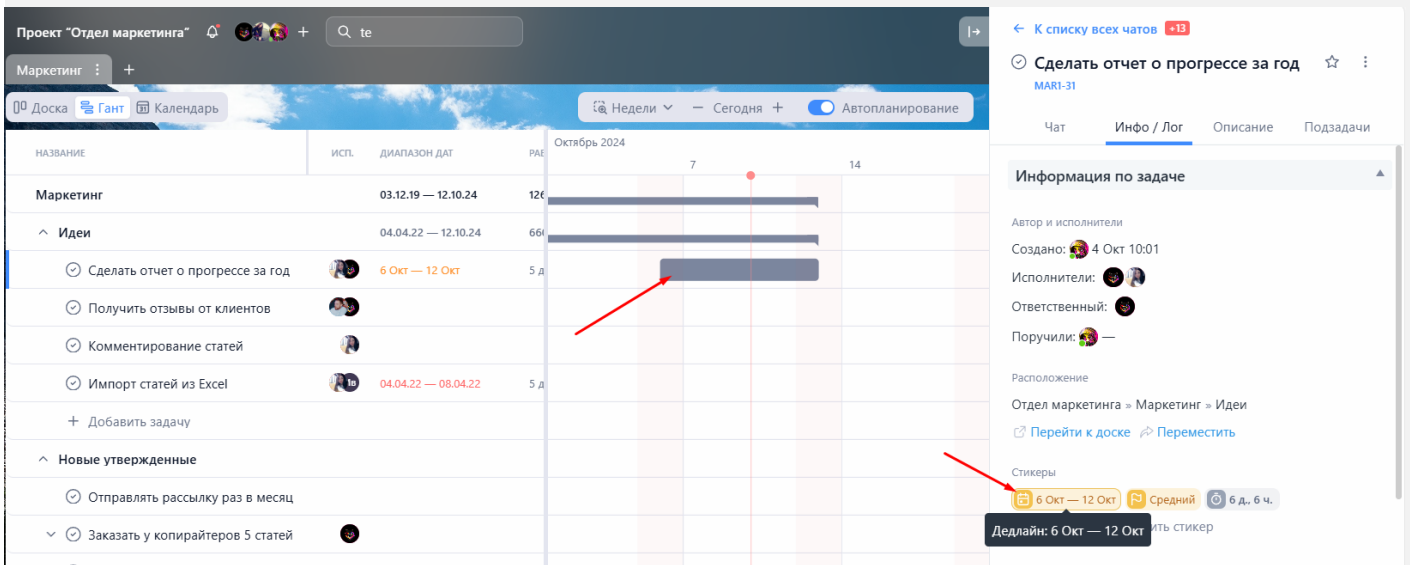 Проект "Отдел маркетинга"
te
Маркетинг
Доска Гант Календарь
Недели Сегодня Автопланирование
НАЗВАНИЕ ИСП. ДИАПАЗОН ДАТ РАБ
Октябрь 2024
7 14
Маркетинг 03.12.19 — 12.10.24 126
Идеи 04.04.22 — 12.10.24 660
Сделать отчет о прогрессе за год 6 Окт — 12 Окт 5 д
Получить отзывы от клиентов
Комментирование статей
Импорт статей из Excel 1в 04.04.22 — 08.04.22 5 д
+ Добавить задачу
Новые утвержденные
Отправлять рассылку раз в месяц
Заказать у копирайтеров 5 статей
← К списку всех чатов +13
Сделать отчет о прогрессе за год
MAR1-31
Чат Инфо / Лог Описание Подзадачи
Информация по задаче
Автор и исполнители
Создано: 4 Окт 10:01
Исполнители:
Ответственный:
Поручили: —
Расположение
Отдел маркетинга » Маркетинг » Идеи
Перейти к доске Переместить
Стикеры
6 Окт — 12 Окт Средний 6 д., 6 ч.
Дедлайн: 6 Окт — 12 Окт ить стикер